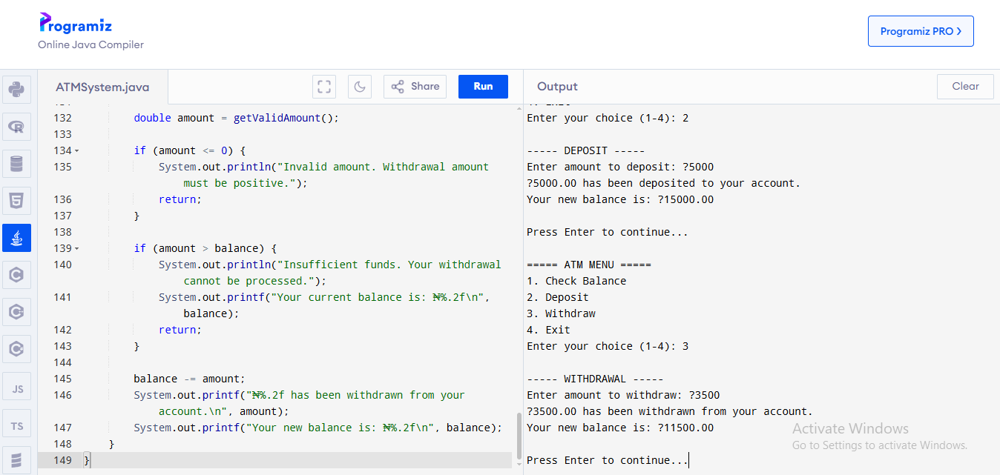 Programiz
Online Java Compiler
Programiz PRO >
ATMSystem.java
Share
Run
Output
Clear
132 double amount = getValidAmount();
133
134 if (amount <= 0) {
135 System.out.println("Invalid amount. Withdrawal amount
must be positive.");
136 return;
137 }
138
139 if (amount > balance) {
140 System.out.println("Insufficient funds. Your withdrawal
cannot be processed.");
141 System.out.printf("Your current balance is: ₦%.2f\n",
balance);
142 return;
143 }
144
145 balance -= amount;
146 System.out.printf("₦%.2f has been withdrawn from your
account.\n", amount);
147 System.out.printf("Your new balance is: ₦%.2f\n", balance);
148 }
149 }
Enter your choice (1-4): 2
----- DEPOSIT -----
Enter amount to deposit: ?5000
?5000.00 has been deposited to your account.
Your new balance is: ?15000.00
Press Enter to continue...
===== ATM MENU =====
1. Check Balance
2. Deposit
3. Withdraw
4. Exit
Enter your choice (1-4): 3
----- WITHDRAWAL -----
Enter amount to withdraw: ?3500
?3500.00 has been withdrawn from your account.
Your new balance is: ?11500.00
Press Enter to continue...
Activate Windows
Go to Settings to activate Windows.
R
5
C
C
C
JS
TS